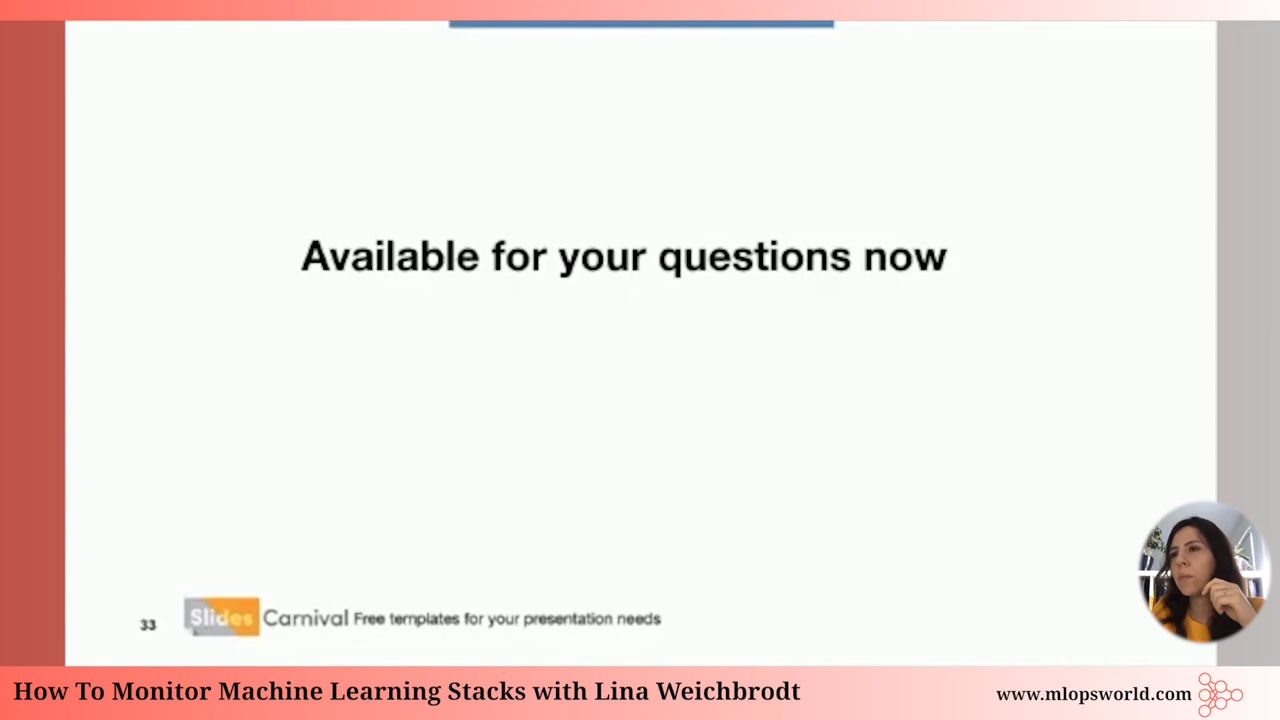 Available for your questions now
33
Slides Carnival Free templates for your presentation needs
How To Monitor Machine Learning Stacks with Lina Weichbrodt
www.mlopsworld.com